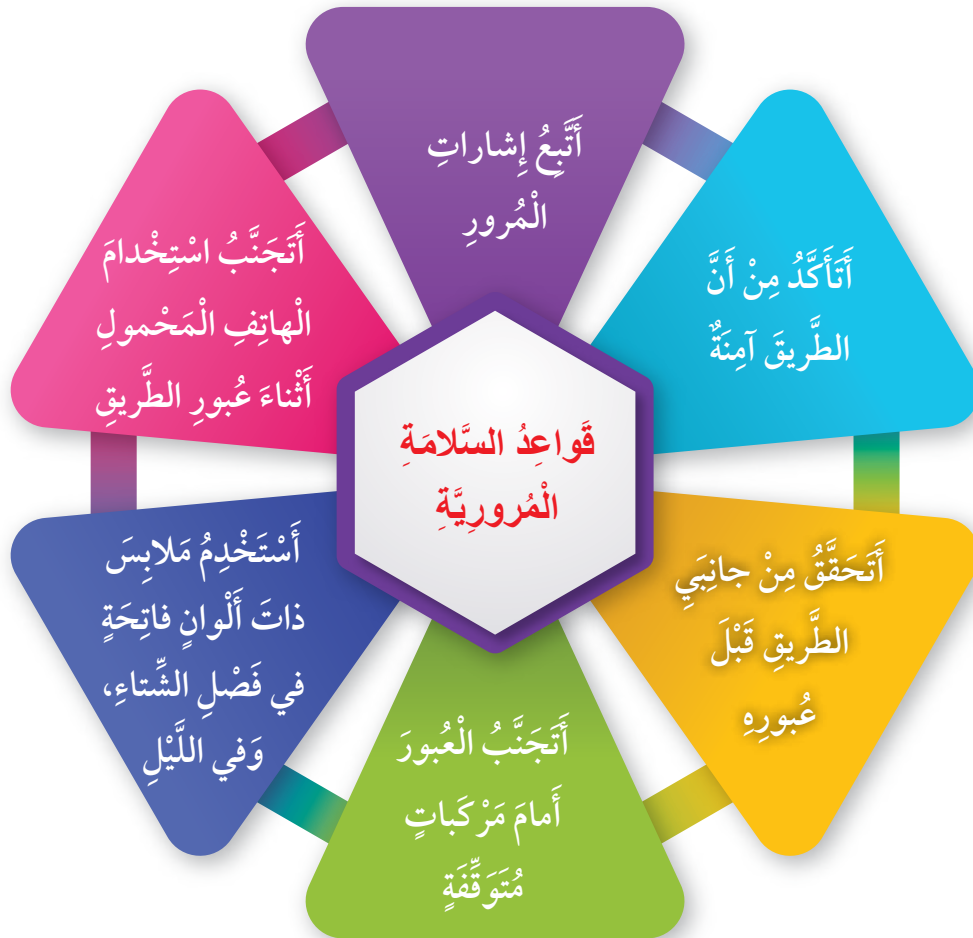 قَواعِدُ السَّلامَةِ
الْمُرورِيَّةِ
أَتَّبِعُ إِشاراتِ
الْمُرورِ
أَتَأَكَّدُ مِنْ أَنَّ
الطَّريقَ آمِنَةٌ
أَتَحَقَّقُ مِنْ جانِبَيِ
الطَّريقِ قَبْلَ
عُبورِهِ
أَتَجَنَّبُ الْعُبورَ
أَمامَ مَرْكَباتٍ
مُتَوَقِّفَةٍ
أَسْتَخْدِمُ مَلابِسَ
ذاتَ أَلْوانٍ فاتِحَةٍ
في فَصْلِ الشِّتاءِ،
وَفي اللَّيْلِ
أَتَجَنَّبُ اسْتِخْدامَ
الْهاتِفِ الْمَحْمولِ
أَثْناءَ عُبورِ الطَّريقِ